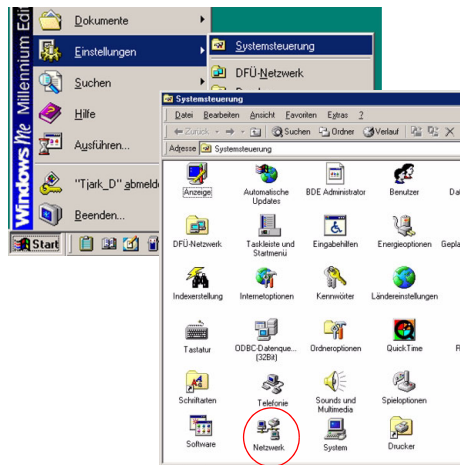 Windows Me Millennium Edi
Dokumente
Einstellungen
Suchen
Hilfe
Ausführen...
"Tjark_D" abmeld
Beenden...
Start
Systemsteuerung
DFÜ-Netzwerk
Systemsteuerung
Datei Bearbeiten Ansicht Favoriten Extras ?
Zurück Suchen Ordner Verlauf
Adresse Systemsteuerung
Anzeige Automatische Updates BDE Administrator Benutzer Dat
DFÜ-Netzwerk Taskleiste und Startmenü Eingabehilfen Energieoptionen Gepla
Indexerstellung Internetoptionen Kennwörter Ländereinstellungen
Tastatur ODBC-Datenque... (32Bit) Ordneroptionen QuickTime R
Schriftarten Telefonie Sounds und Multimedia Spieloptionen
Software Netzwerk System Drucker